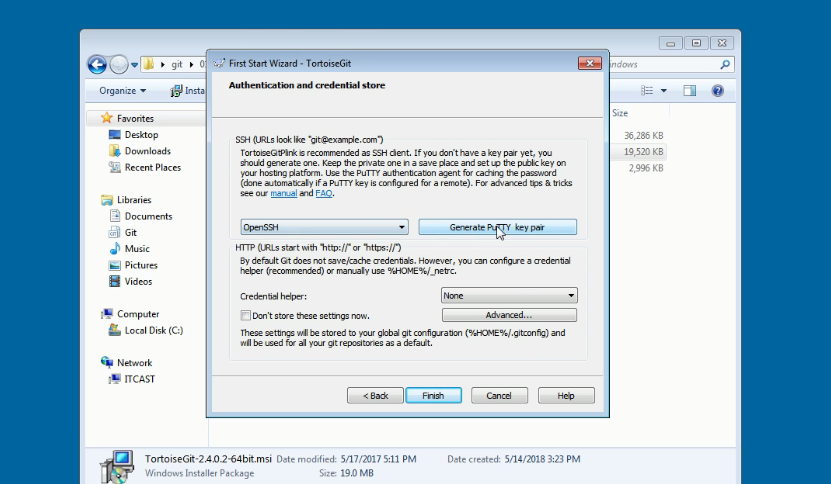 First Start Wizard - TortoiseGit
git
indows
Organize
Insta
Authentication and credential store
Size
Favorites
Desktop
Downloads
Recent Places
Libraries
Documents
Git
Music
Pictures
Videos
Computer
Local Disk (C:)
Network
ITCAST
36,286 KB
19,520 KB
2,996 KB
SSH (URLs look like "git@example.com")
TortoiseGitPlink is recommended as SSH client. If you don't have a key pair yet, you
should generate one. Keep the private one in a save place and set up the public key on
your hosting platform. Use the PuTTY authentication agent for caching the password
(done automatically if a PuTTY key is configured for a remote). For advanced tips & tricks
see our manual and FAQ.
OpenSSH
Generate PuTTY key pair
HTTP (URLs start with "http://" or "https://")
By default Git does not save/cache credentials. However, you can configure a credential
helper (recommended) or manually use %HOME%/_netrc.
Credential helper:
None
Don't store these settings now.
Advanced...
These settings will be stored to your global git configuration (%HOME%/.gitconfig) and
will be used for all your git repositories as a default.
< Back
Finish
Cancel
Help
TortoiseGit-2.4.0.2-64bit.msi Date modified: 5/17/2017 5:11 PM Date created: 5/14/2018 3:23 PM
Windows Installer Package Size: 19.0 MB